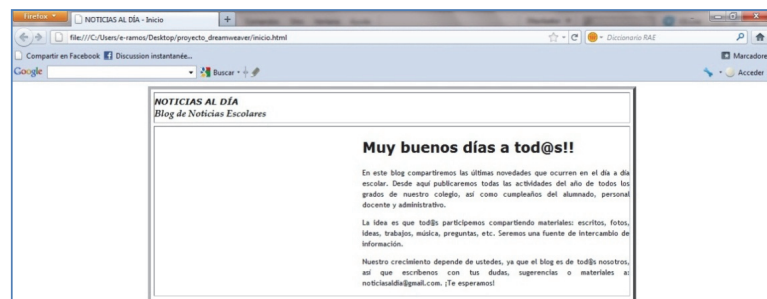 Firefox
NOTICIAS AL DÍA - Inicio
+
file:///C:/Users/e-ramos/Desktop/proyecto_dreamweaver/inicio.html
Diccionario RAE
Compartir en Facebook
Discussion instantanée...
Marcadore
Google
Buscar
Acceder
NOTICIAS AL DÍA
Blog de Noticias Escolares
Muy buenos días a tod@s!!
En este blog compartiremos las últimas novedades que ocurren en el día a día
escolar. Desde aquí publicaremos todas las actividades del año de todos los
grados de nuestro colegio, así como cumpleaños del alumnado, personal
docente y administrativo.
La idea es que tod@s participemos compartiendo materiales: escritos, fotos,
ideas, trabajos, música, preguntas, etc. Seremos una fuente de intercambio de
información.
Nuestro crecimiento depende de ustedes, ya que el blog es de tod@s nosotros,
así que escríbenos con tus dudas, sugerencias o materiales a:
noticiasaldia@gmail.com. ¡Te esperamos!